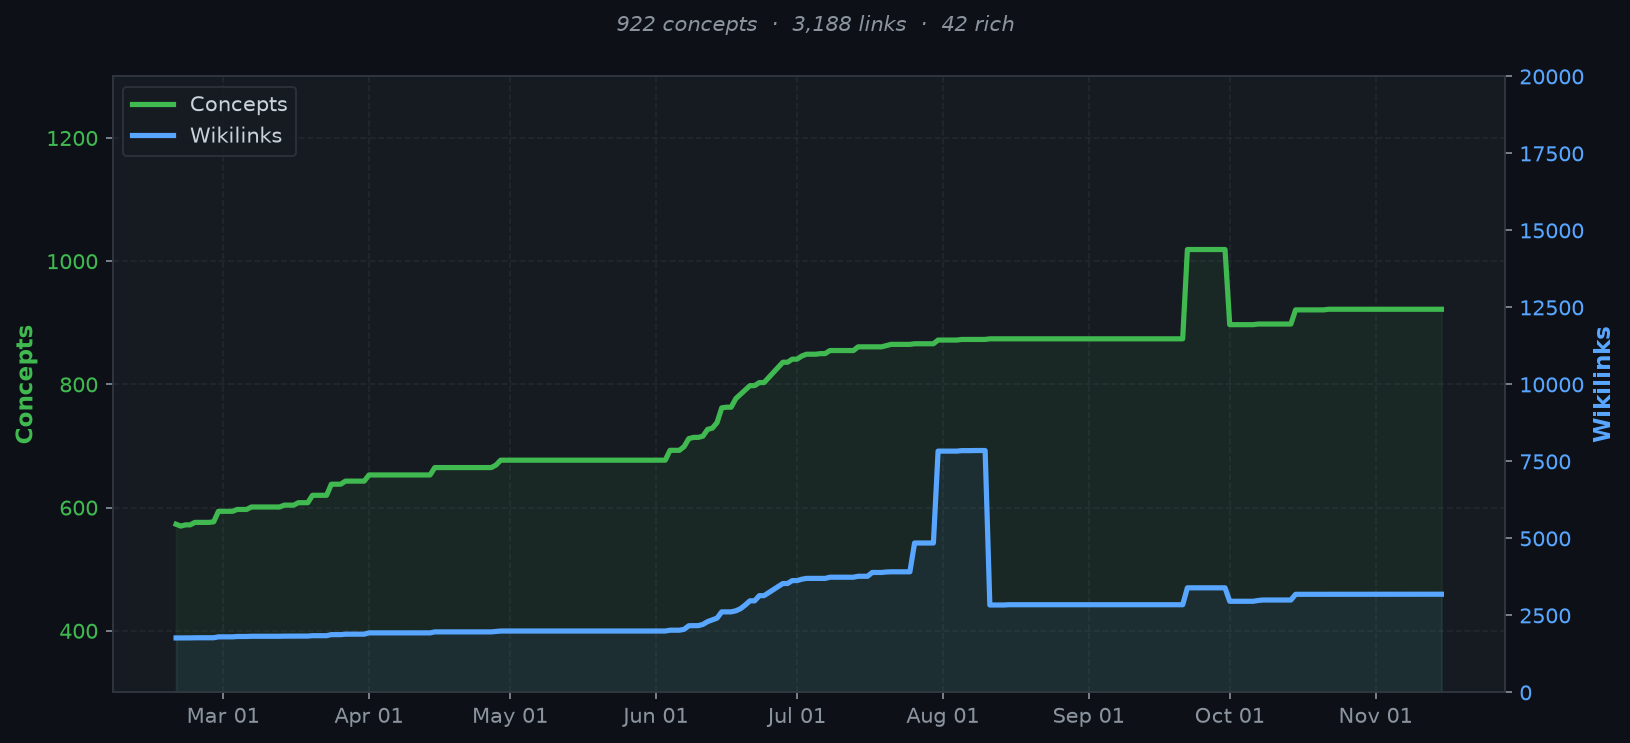 922 concepts · 3,188 links · 42 rich
Concepts
Wikilinks
1200
1000
800
600
400
Concepts
20000
17500
15000
12500
10000
7500
5000
2500
0
Wikilinks
Mar 01 Apr 01 May 01 Jun 01 Jul 01 Aug 01 Sep 01 Oct 01 Nov 01